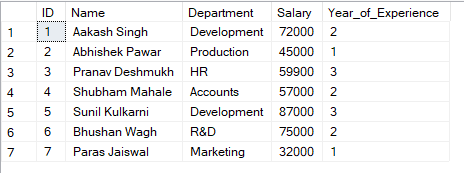 ID Name Department Salary Year_of_Experience
1 1 Aakash Singh Development 72000 2
2 2 Abhishek Pawar Production 45000 1
3 3 Pranav Deshmukh HR 59900 3
4 4 Shubham Mahale Accounts 57000 2
5 5 Sunil Kulkarni Development 87000 3
6 6 Bhushan Wagh R&D 75000 2
7 7 Paras Jaiswal Marketing 32000 1